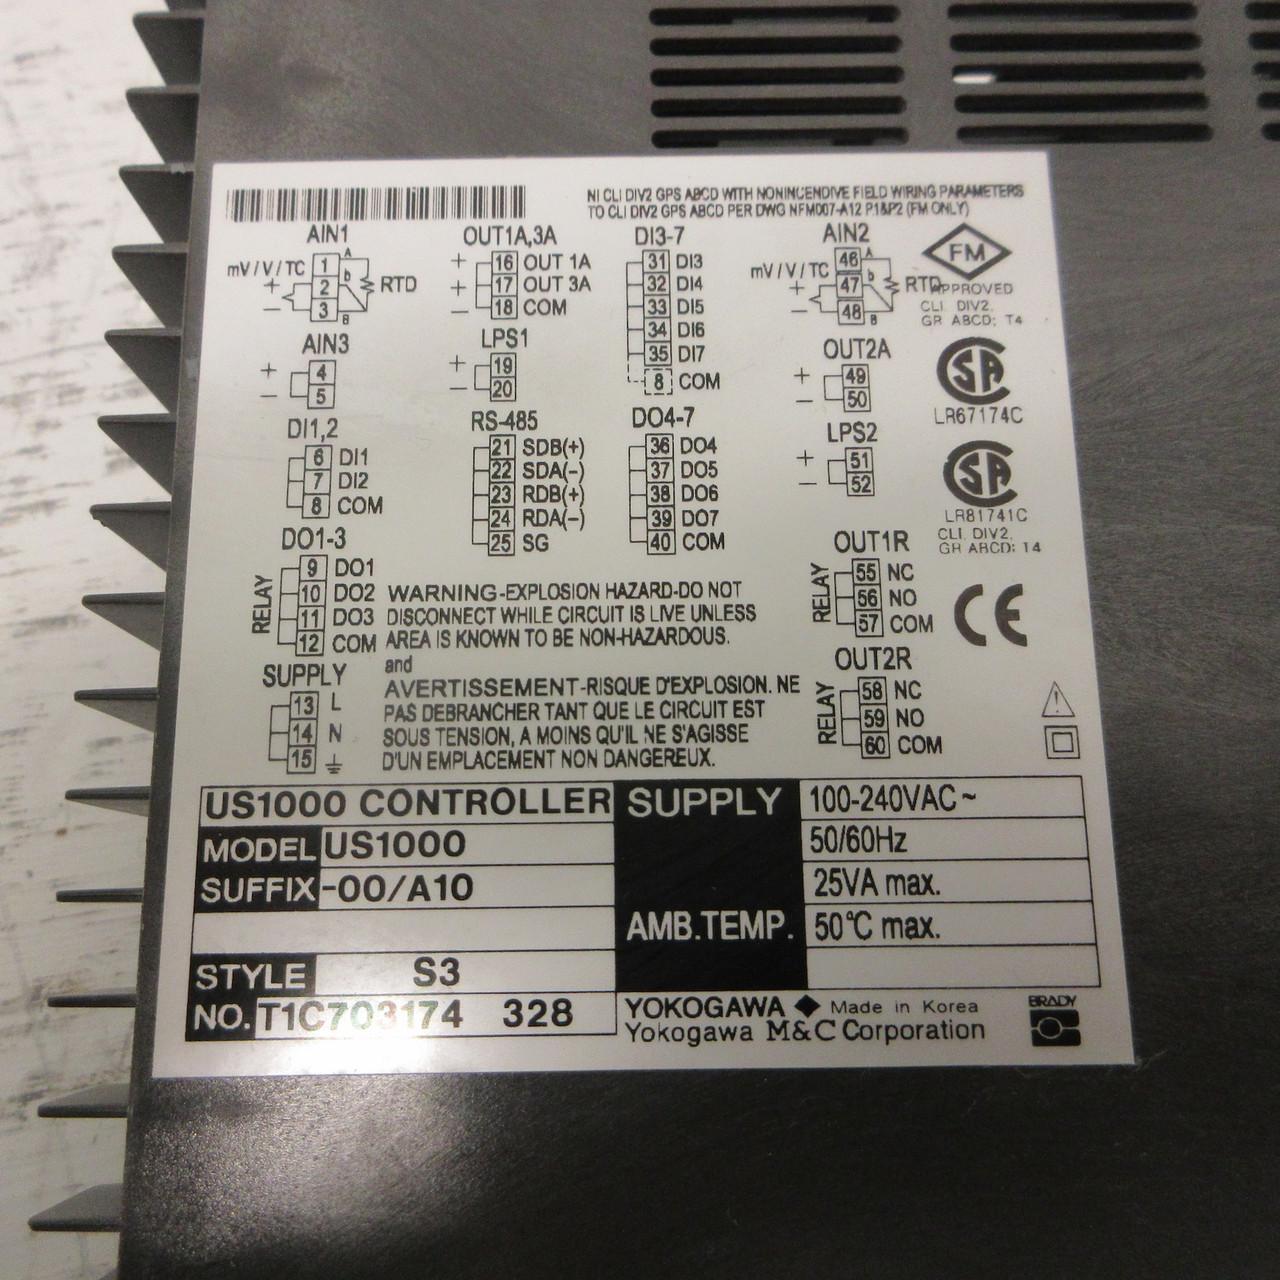 NI CLI DIV2 GPS ABCD WITH NONINCENDIVE FIELD WIRING PARAMETERS
TO CLI DIV2 GPS ABCD PER DWG NFM007-A12 P.1&P2 (FM ONLY)
AIN1
mV/V/TC
1 A
+ 2 b RTD
− 3 B
AIN3
+ 4
− 5
DI1,2
6 DI1
7 DI2
8 COM
DO1-3
RELAY
9 DO1
10 DO2
11 DO3
12 COM
SUPPLY
13 L
14 N
15
OUT1A,3A
+ 16 OUT 1A
+ 17 OUT 3A
− 18 COM
LPS1
+ 19
− 20
RS-485
21 SDB(+)
22 SDA(−)
23 RDB(+)
24 RDA(−)
25 SG
DI3-7
31 DI3
32 DI4
33 DI5
34 DI6
35 DI7
8 COM
DO4-7
36 DO4
37 DO5
38 DO6
39 DO7
40 COM
AIN2
mV/V/TC
46 A
+ 47 b RTD
− 48 B
OUT2A
+ 49
− 50
LPS2
+ 51
− 52
OUT1R
RELAY
55 NC
56 NO
57 COM
OUT2R
RELAY
58 NC
59 NO
60 COM
FM
APPROVED
CLI. DIV2.
GR ABCD; T4
SA
LR67174C
SA
LR81741C
CLI. DIV2.
GR ABCD: T4
CE
WARNING-EXPLOSION HAZARD-DO NOT
DISCONNECT WHILE CIRCUIT IS LIVE UNLESS
AREA IS KNOWN TO BE NON-HAZARDOUS.
and
AVERTISSEMENT-RISQUE D'EXPLOSION. NE
PAS DEBRANCHER TANT QUE LE CIRCUIT EST
SOUS TENSION, A MOINS QU'IL NE S'AGISSE
D'UN EMPLACEMENT NON DANGEREUX.
US1000 CONTROLLER
MODEL US1000
SUFFIX -00/A10
STYLE S3
NO. T1C703174 328
SUPPLY 100-240VAC~
50/60Hz
25VA max.
AMB.TEMP. 50°C max.
YOKOGAWA ◆ Made in Korea
Yokogawa M&C Corporation
BRADY